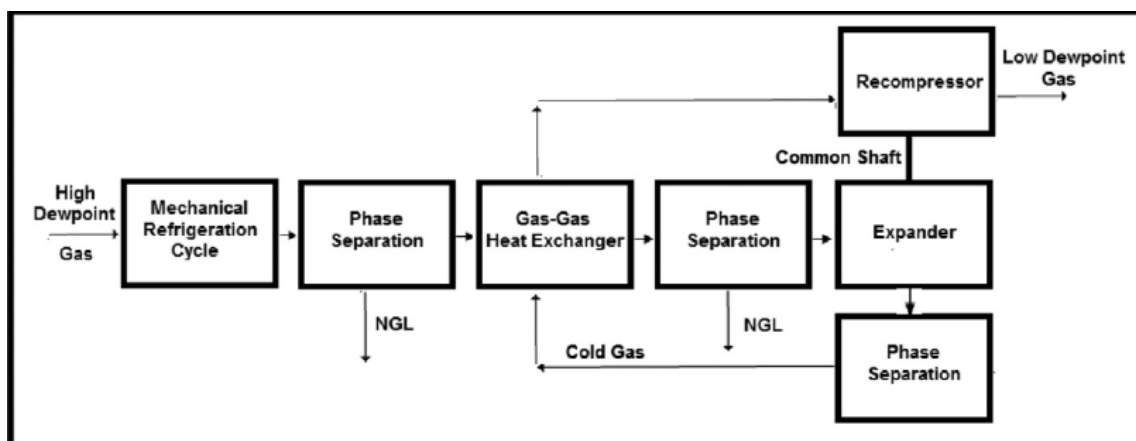 Recompressor
Low Dewpoint
Gas
Common Shaft
High
Dewpoint
Gas
Mechanical
Refrigeration
Cycle
Phase
Separation
Gas-Gas
Heat Exchanger
Phase
Separation
Expander
NGL
NGL
Cold Gas
Phase
Separation